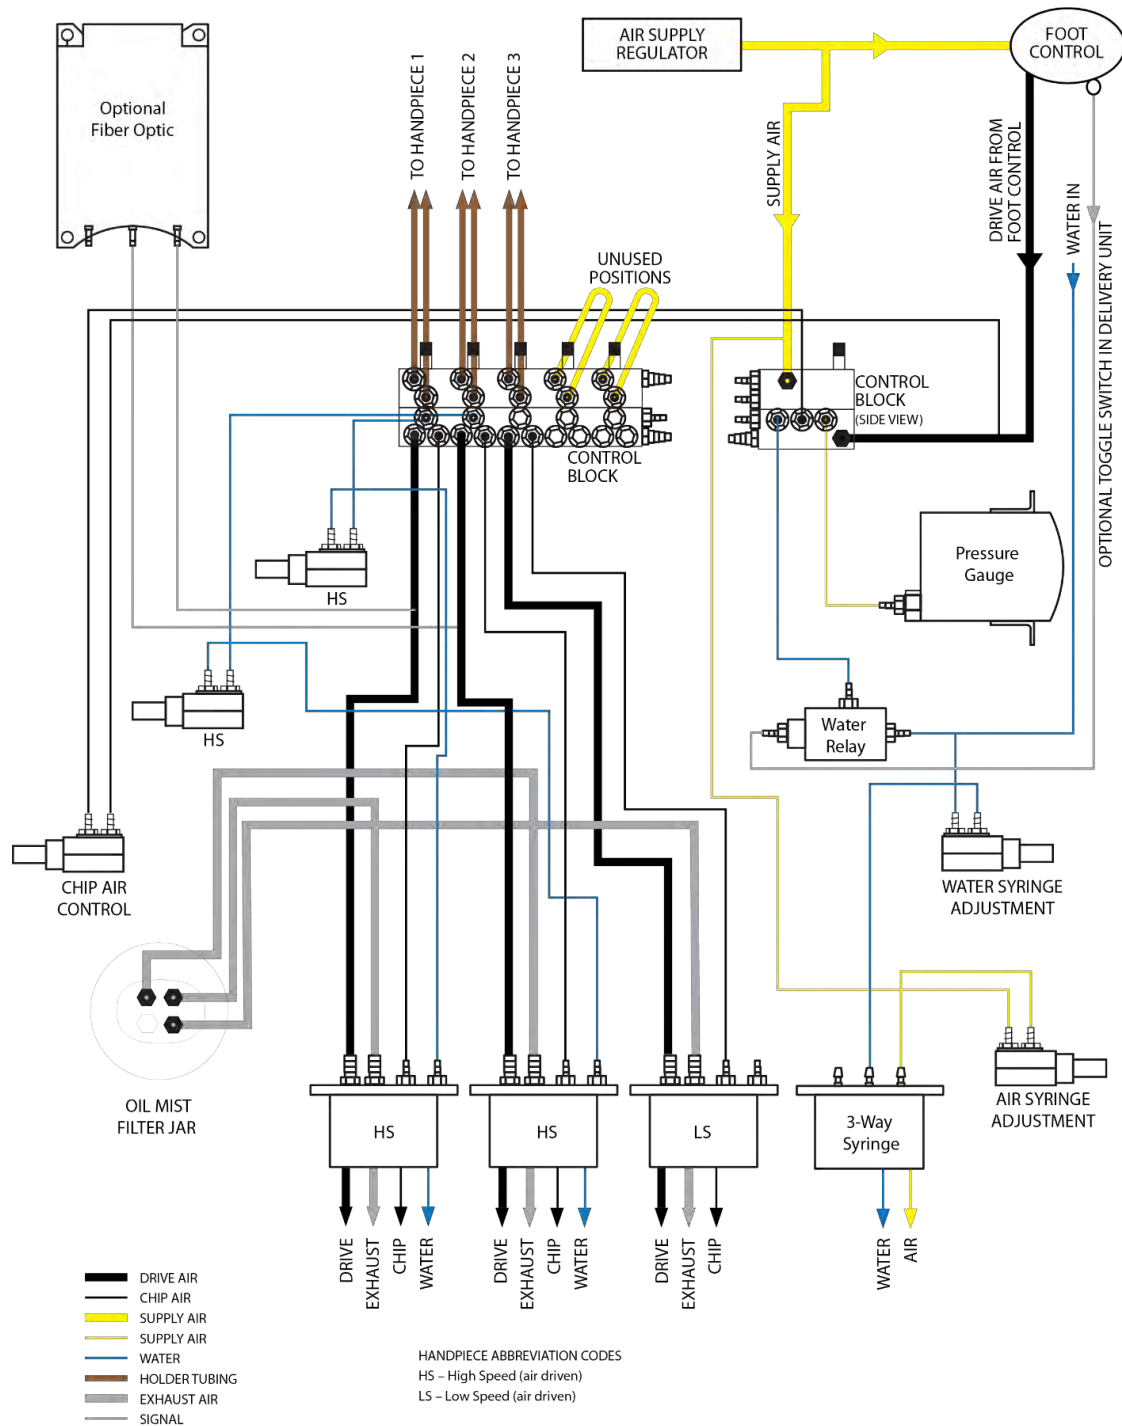 AIR SUPPLY
REGULATOR
FOOT
CONTROL
Optional
Fiber Optic
TO HANDPIECE 1
TO HANDPIECE 2
TO HANDPIECE 3
SUPPLY AIR
DRIVE AIR FROM
FOOT CONTROL
WATER IN
OPTIONAL TOGGLE SWITCH IN DELIVERY UNIT
UNUSED
POSITIONS
CONTROL
BLOCK
(SIDE VIEW)
CONTROL
BLOCK
Pressure
Gauge
HS
HS
Water
Relay
CHIP AIR
CONTROL
WATER SYRINGE
ADJUSTMENT
OIL MIST
FILTER JAR
AIR SYRINGE
ADJUSTMENT
HS
HS
LS
3-Way
Syringe
DRIVE
EXHAUST
CHIP
WATER
DRIVE
EXHAUST
CHIP
WATER
DRIVE
EXHAUST
CHIP
WATER
AIR
DRIVE AIR
CHIP AIR
SUPPLY AIR
SUPPLY AIR
WATER
HOLDER TUBING
EXHAUST AIR
SIGNAL
HANDPIECE ABBREVIATION CODES
HS – High Speed (air driven)
LS – Low Speed (air driven)